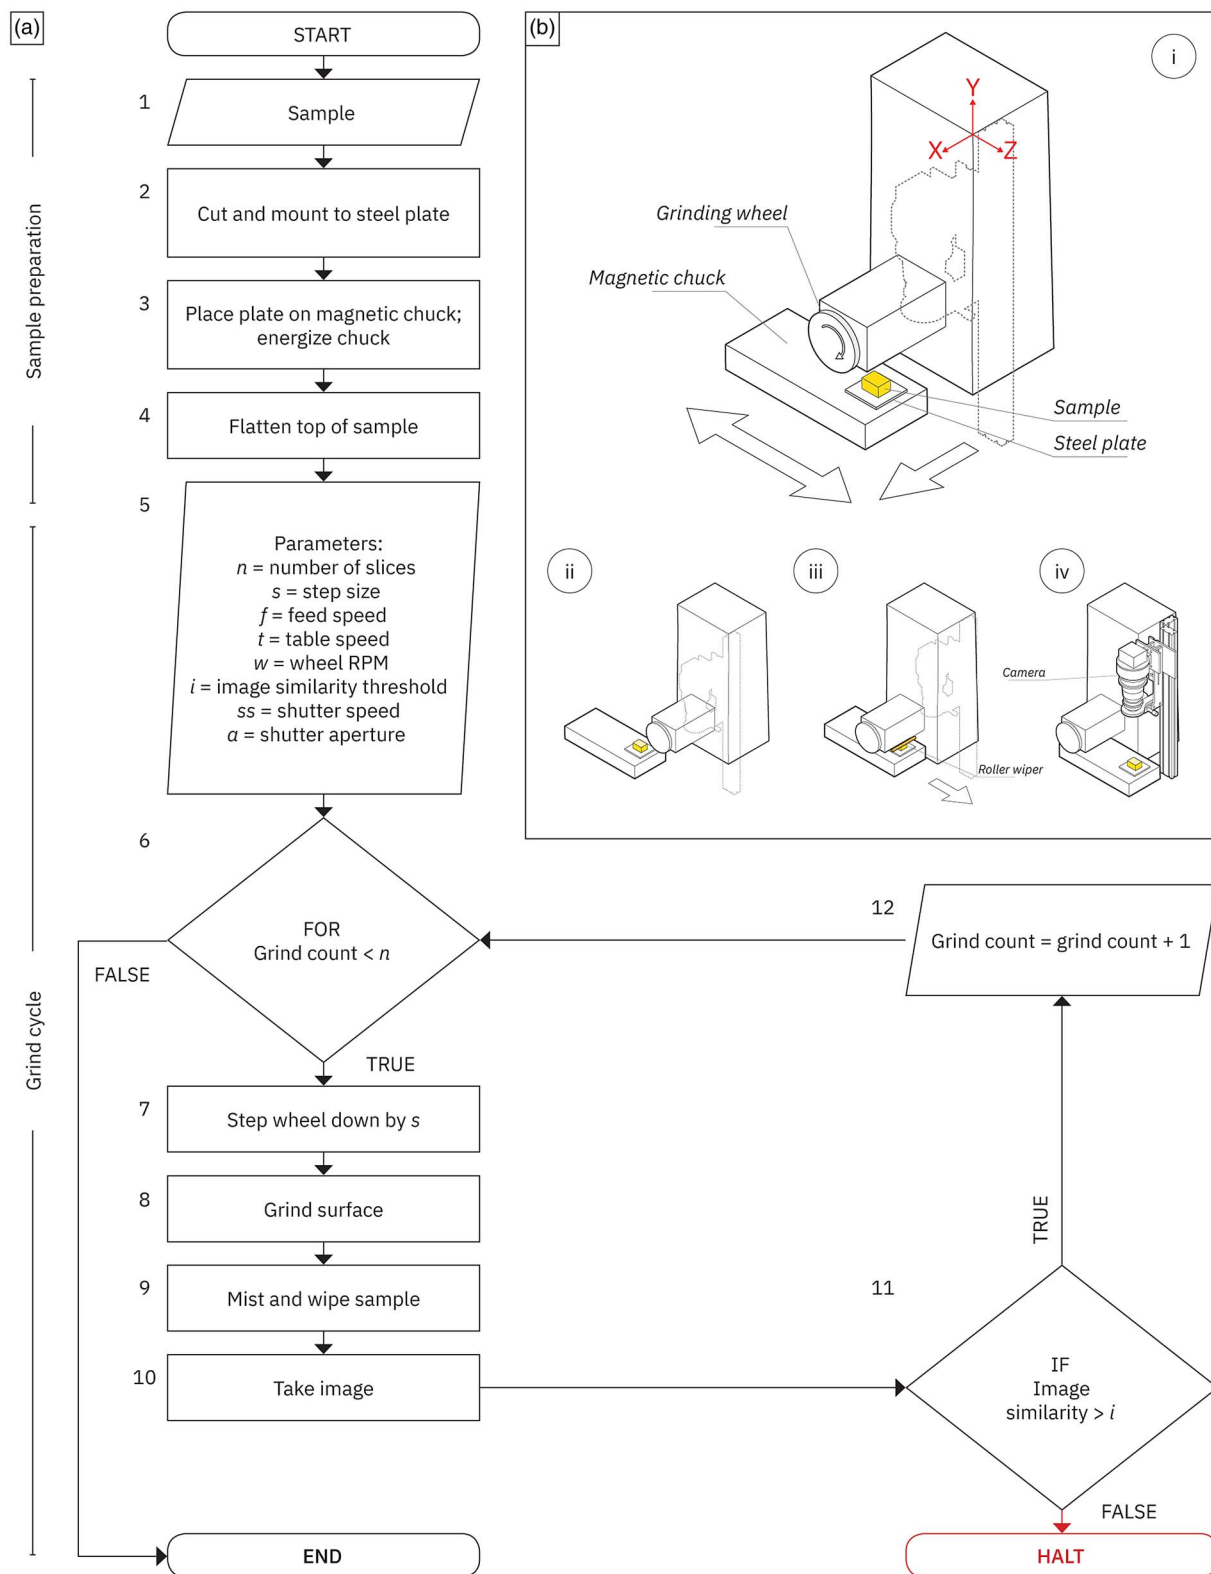 (a)
START
Sample preparation
1
Sample
2
Cut and mount to steel plate
3
Place plate on magnetic chuck;
energize chuck
4
Flatten top of sample
Grind cycle
5
Parameters:
n = number of slices
s = step size
f = feed speed
t = table speed
w = wheel RPM
i = image similarity threshold
ss = shutter speed
a = shutter aperture
6
FOR
Grind count < n
FALSE
TRUE
7
Step wheel down by s
8
Grind surface
9
Mist and wipe sample
10
Take image
11
IF
Image
similarity > i
TRUE
FALSE
12
Grind count = grind count + 1
END
HALT
(b)
i
Y
X
Z
Grinding wheel
Magnetic chuck
Sample
Steel plate
ii
iii
Roller wiper
iv
Camera